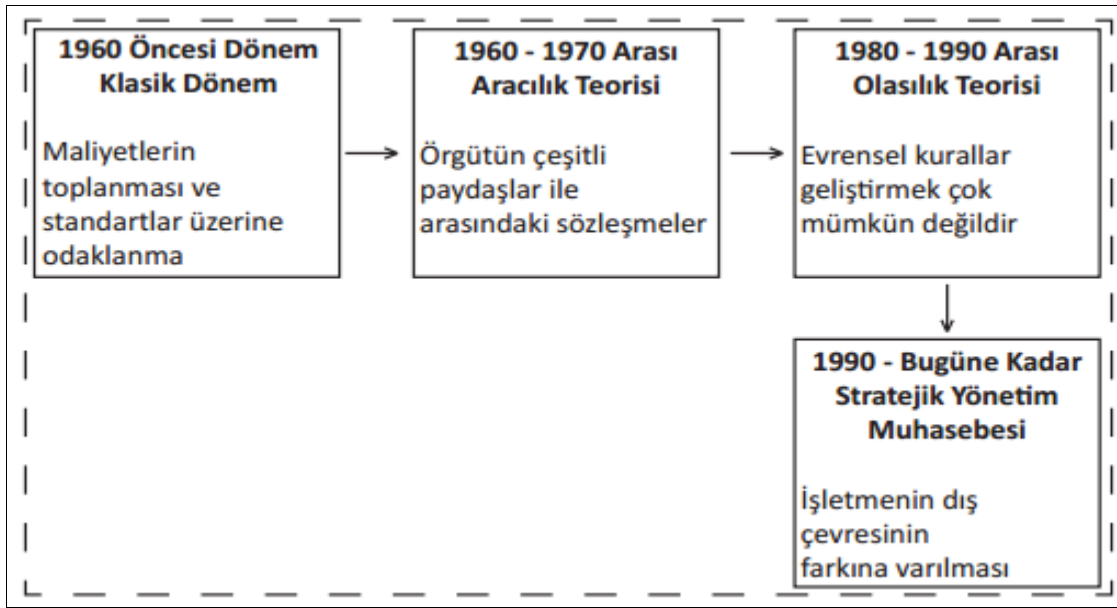 1960 Öncesi Dönem
Klasik Dönem
Maliyetlerin
toplanması ve
standartlar üzerine
odaklanma
1960 - 1970 Arası
Aracılık Teorisi
Örgütün çeşitli
paydaşlar ile
arasındaki sözleşmeler
1980 - 1990 Arası
Olasılık Teorisi
Evrensel kurallar
geliştirmek çok
mümkün değildir
1990 - Bugüne Kadar
Stratejik Yönetim
Muhasebesi
İşletmenin dış
çevresinin
farkına varılması